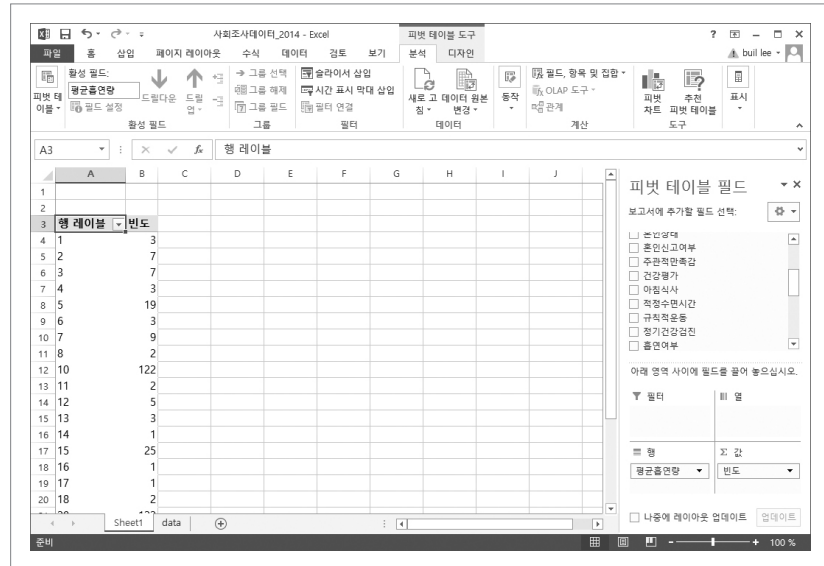 사회조사데이터_2014 - Excel 피벗 테이블 도구 ?
파일 홈 삽입 페이지 레이아웃 수식 데이터 검토 보기 분석 디자인 buil lee
피벗 테이블 활성 필드: 평균흡연량 필드 설정 드릴다운 드릴업
활성 필드
그룹 선택 그룹 해제 그룹 필드
그룹
슬라이서 삽입 시간 표시 막대 삽입 필터 연결
필터
새로 고침 데이터 원본 변경
데이터
동작
필드, 항목 및 집합 OLAP 도구 관계
계산
피벗 차트 추천 피벗 테이블
도구
표시
A3 fx 행 레이블
A B C D E F G H I J
1
2
3 행 레이블 빈도
4 1 3
5 2 7
6 3 7
7 4 3
8 5 19
9 6 3
10 7 9
11 8 2
12 10 122
13 11 2
14 12 5
15 13 3
16 14 1
17 15 25
18 16 1
19 17 1
20 18 2
Sheet1 data
준비 100 %
피벗 테이블 필드
보고서에 추가할 필드 선택:
혼인상태
혼인신고여부
주관적만족감
건강평가
아침식사
적정수면시간
규칙적운동
정기건강검진
흡연여부
아래 영역 사이에 필드를 끌어 놓으십시오.
필터 열
행 Σ 값
평균흡연량 빈도
나중에 레이아웃 업데이트 업데이트